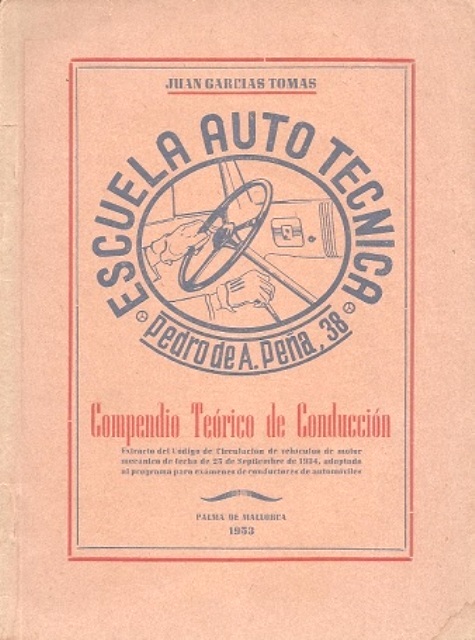 JUAN GARCIAS TOMAS
ESCUELA AUTO TECNICA
Pedro de A. Peña, 38
Compendio Teórico de Conducción
Extracto del Código de Circulación de vehículos de motor
mecánico de fecha de 25 de Septiembre de 1934, adaptado
al programa para exámenes de conductores de automóviles
PALMA DE MALLORCA
1953